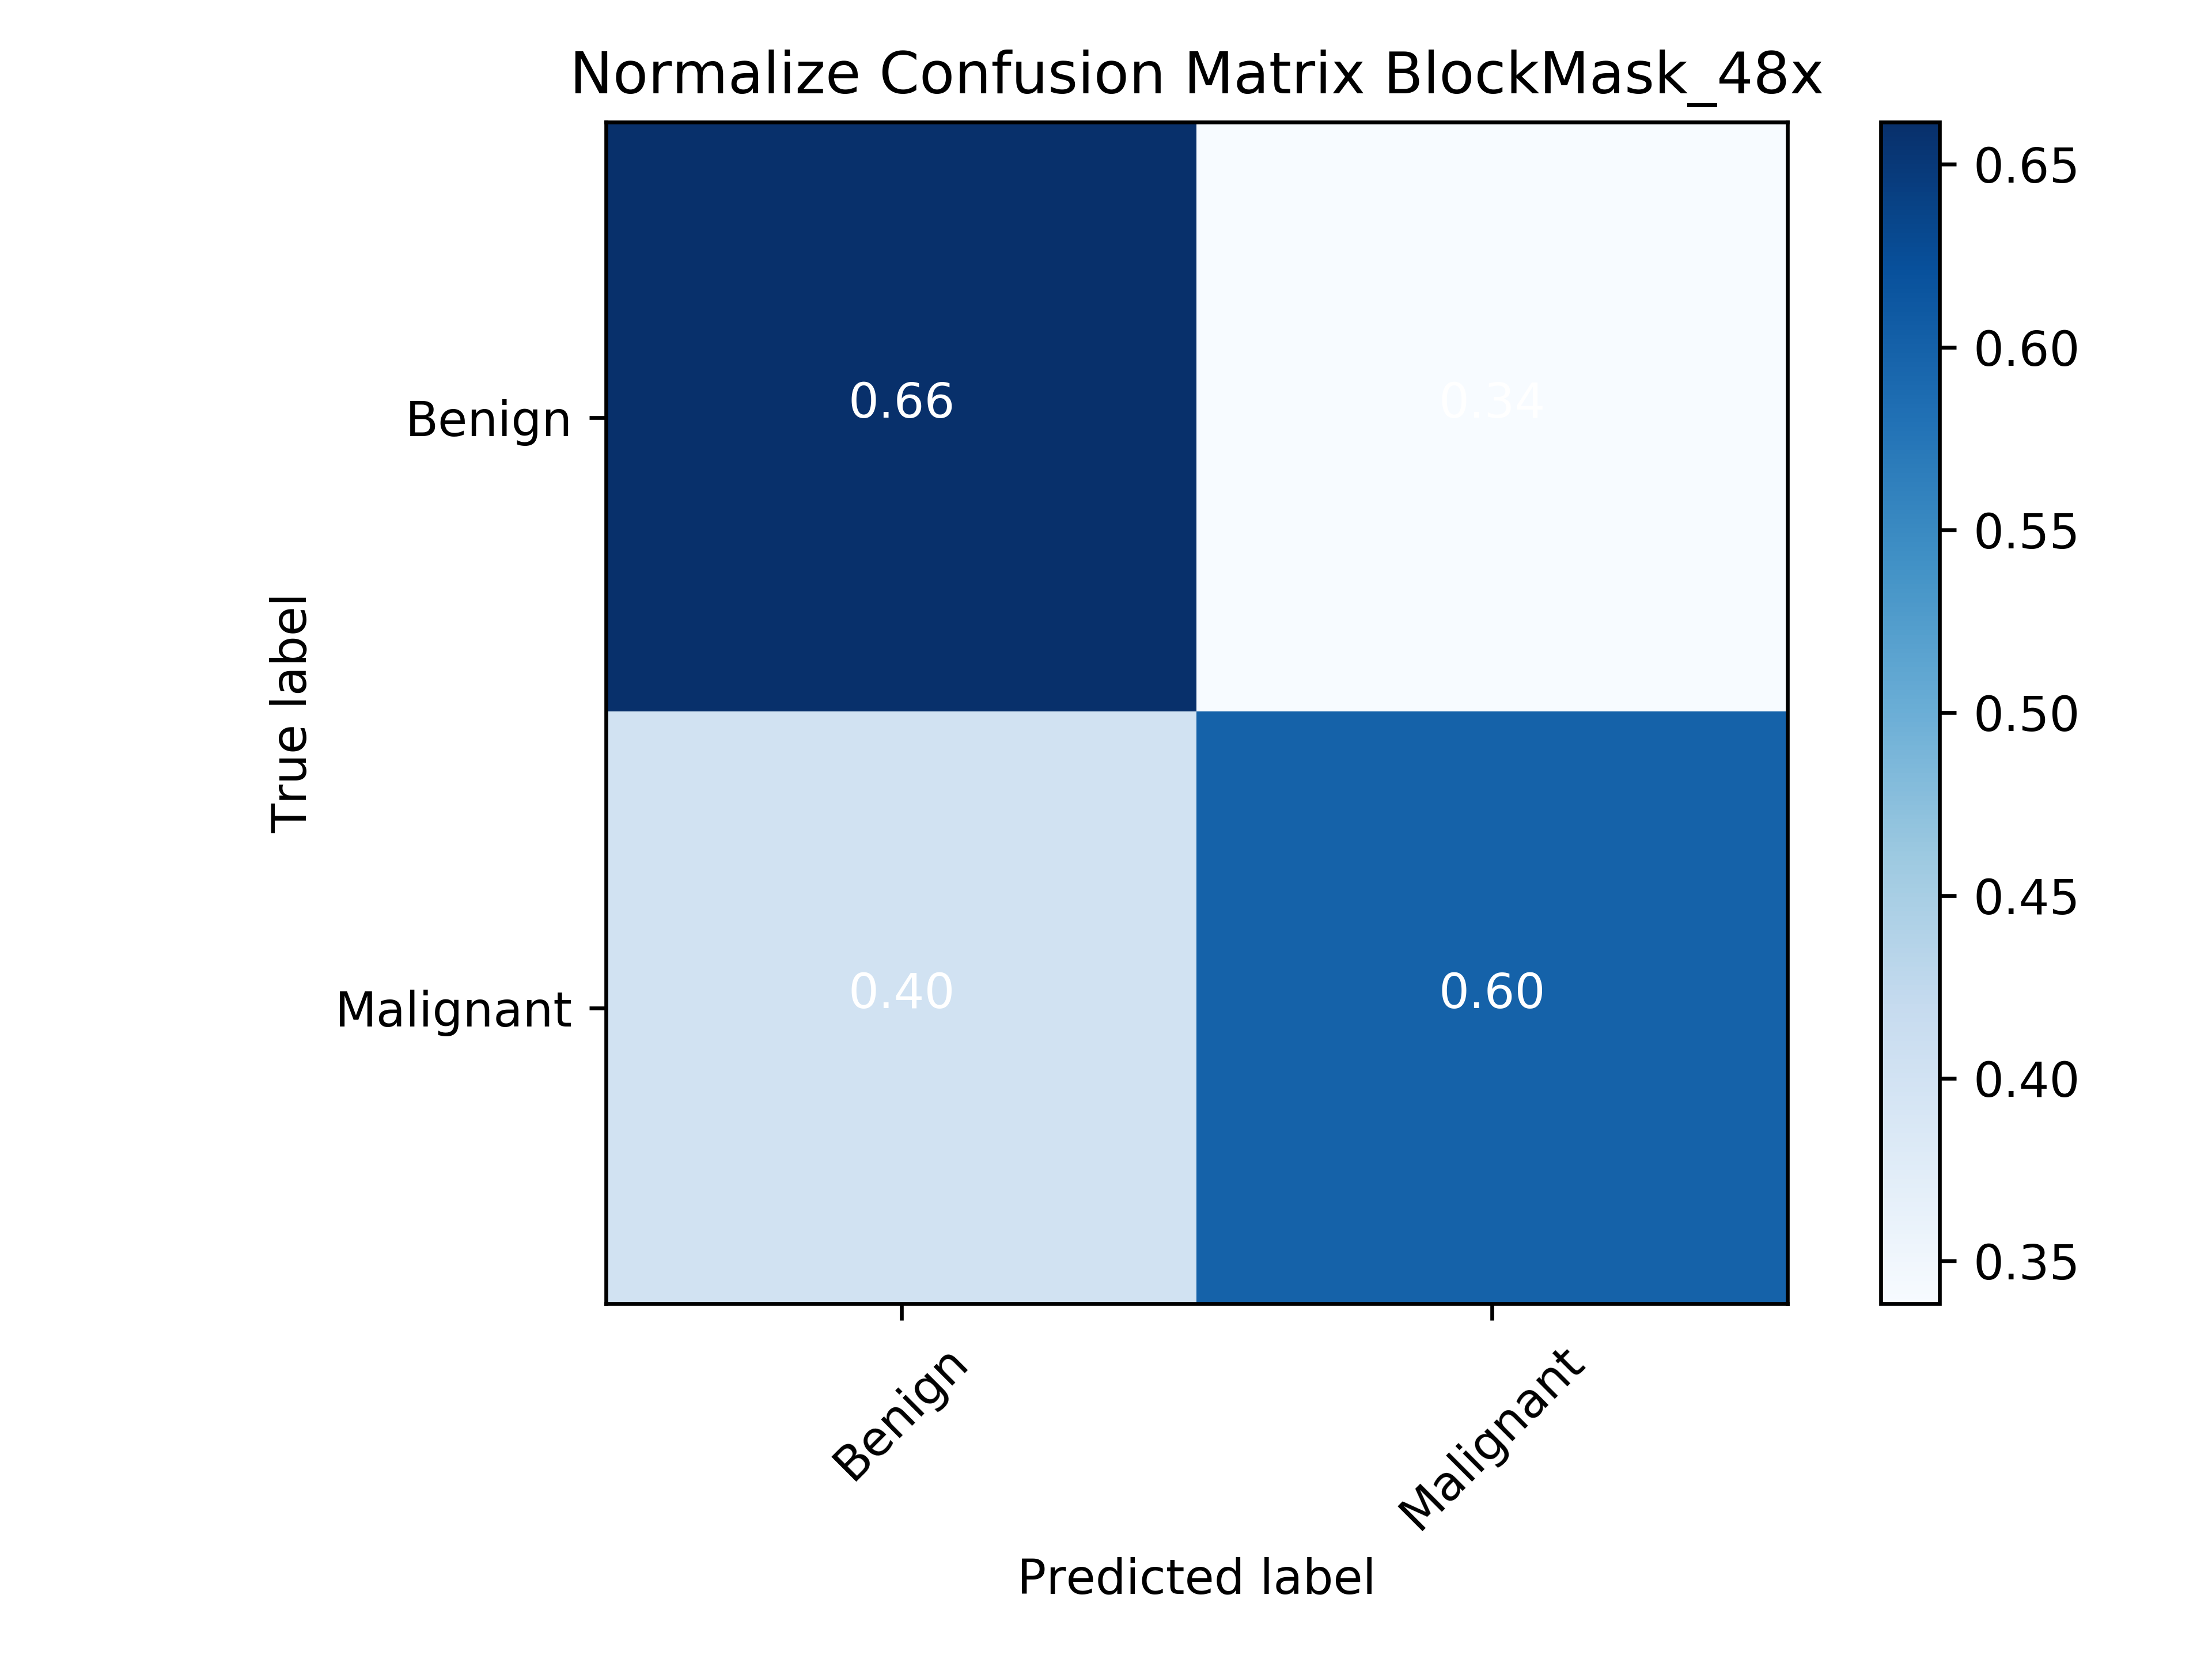 Normalize Confusion Matrix BlockMask_48x
0.65
0.60
0.55
0.50
0.45
0.40
0.35
True label
Benign
0.66
0.34
Malignant
0.40
0.60
Benign
Malignant
Predicted label